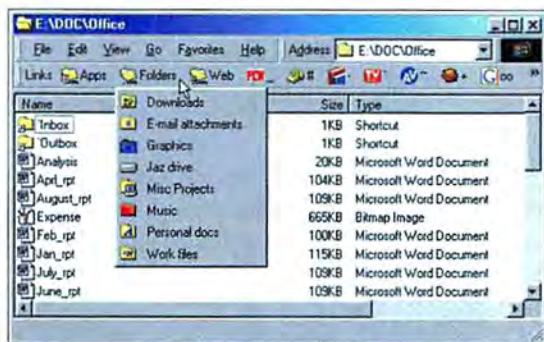 E:\DOC\Office
File Edit View Go Favorites Help Address E:\DOC\Office
Links Apps Folders Web PDF
Name Size Type
Inbox 1KB Shortcut
Outbox 1KB Shortcut
Analysis 20KB Microsoft Word Document
April_rpt 104KB Microsoft Word Document
August_rpt 109KB Microsoft Word Document
Expense 665KB Bitmap Image
Feb_rpt 100KB Microsoft Word Document
Jan_rpt 115KB Microsoft Word Document
July_rpt 109KB Microsoft Word Document
June_rpt 109KB Microsoft Word Document
Downloads
E-mail attachments
Graphics
Jaz drive
Misc Projects
Music
Personal docs
Work files